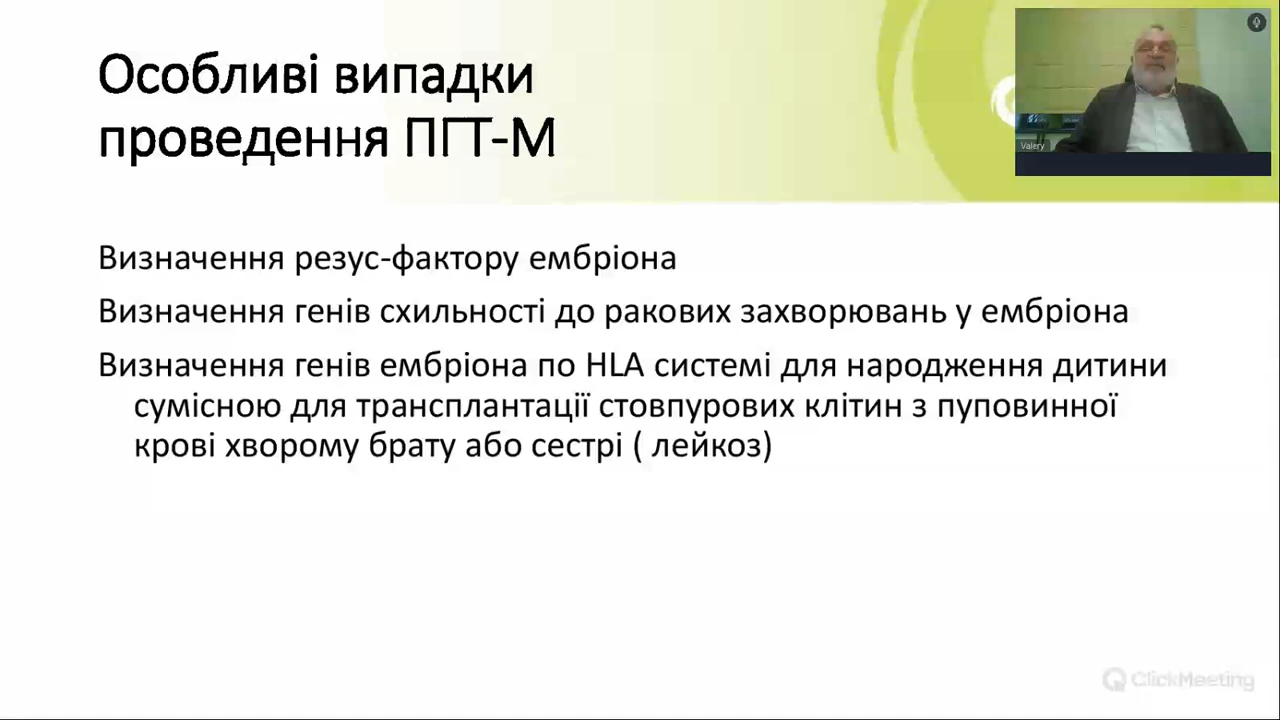 Особливі випадки
проведення ПГТ-М
Valery
Визначення резус-фактору ембріона
Визначення генів схильності до ракових захворювань у ембріона
Визначення генів ембріона по HLA системі для народження дитини
сумісною для трансплантації стовпурових клітин з пуповинної
крові хворому брату або сестрі ( лейкоз)
ClickMeeting